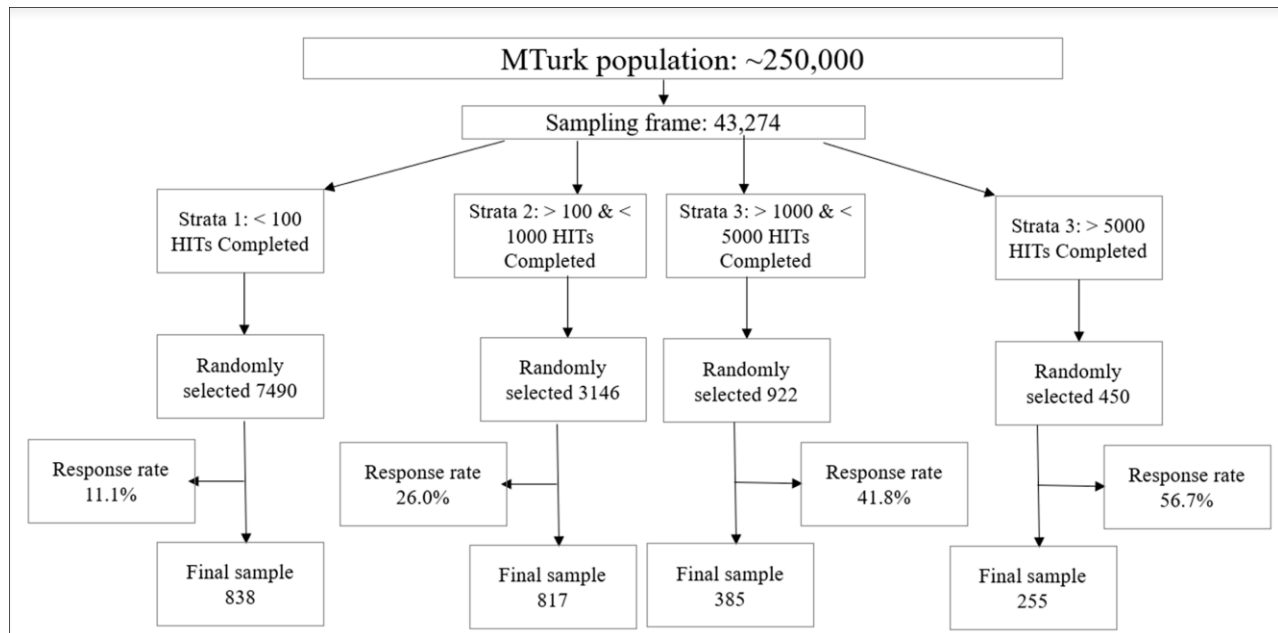 MTurk population: ~250,000
Sampling frame: 43,274
Strata 1: < 100
HITs Completed
Strata 2: > 100 & <
1000 HITs
Completed
Strata 3: > 1000 & <
5000 HITs
Completed
Strata 3: > 5000
HITs Completed
Randomly
selected 7490
Randomly
selected 3146
Randomly
selected 922
Randomly
selected 450
Response rate
11.1%
Response rate
26.0%
Response rate
41.8%
Response rate
56.7%
Final sample
838
Final sample
817
Final sample
385
Final sample
255